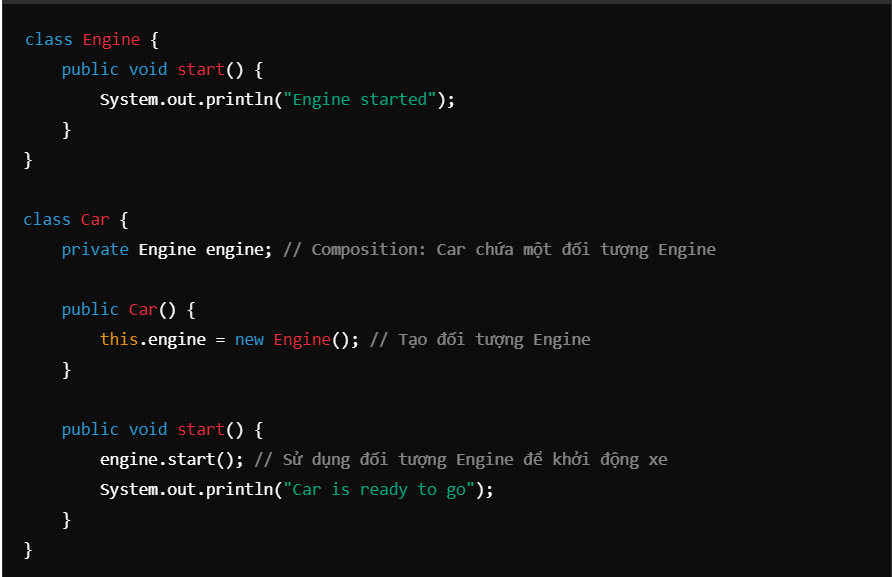 class Engine {
    public void start() {
        System.out.println("Engine started");
    }
}

class Car {
    private Engine engine; // Composition: Car chứa một đối tượng Engine

    public Car() {
        this.engine = new Engine(); // Tạo đối tượng Engine
    }

    public void start() {
        engine.start(); // Sử dụng đối tượng Engine để khởi động xe
        System.out.println("Car is ready to go");
    }
}